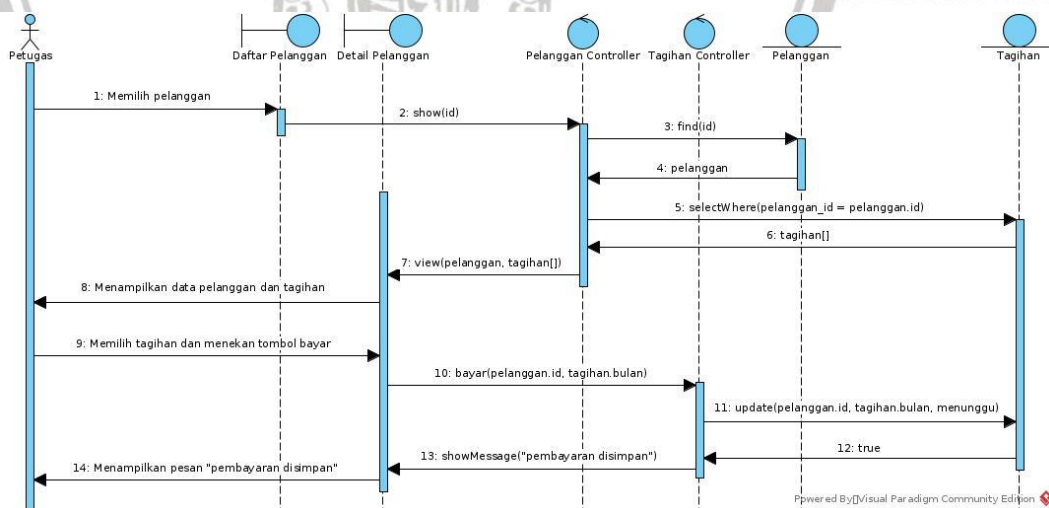 Petugas
Daftar Pelanggan
Detail Pelanggan
Pelanggan Controller
Tagihan Controller
Pelanggan
Tagihan
1: Memilih pelanggan
2: show(id)
3: find(id)
4: pelanggan
5: selectWhere(pelanggan_id = pelanggan.id)
6: tagihan[]
7: view(pelanggan, tagihan[])
8: Menampilkan data pelanggan dan tagihan
9: Memilih tagihan dan menekan tombol bayar
10: bayar(pelanggan.id, tagihan.bulan)
11: update(pelanggan.id, tagihan.bulan, menunggu)
12: true
13: showMessage("pembayaran disimpan")
14: Menampilkan pesan "pembayaran disimpan"
Powered By Visual Paradigm Community Edition